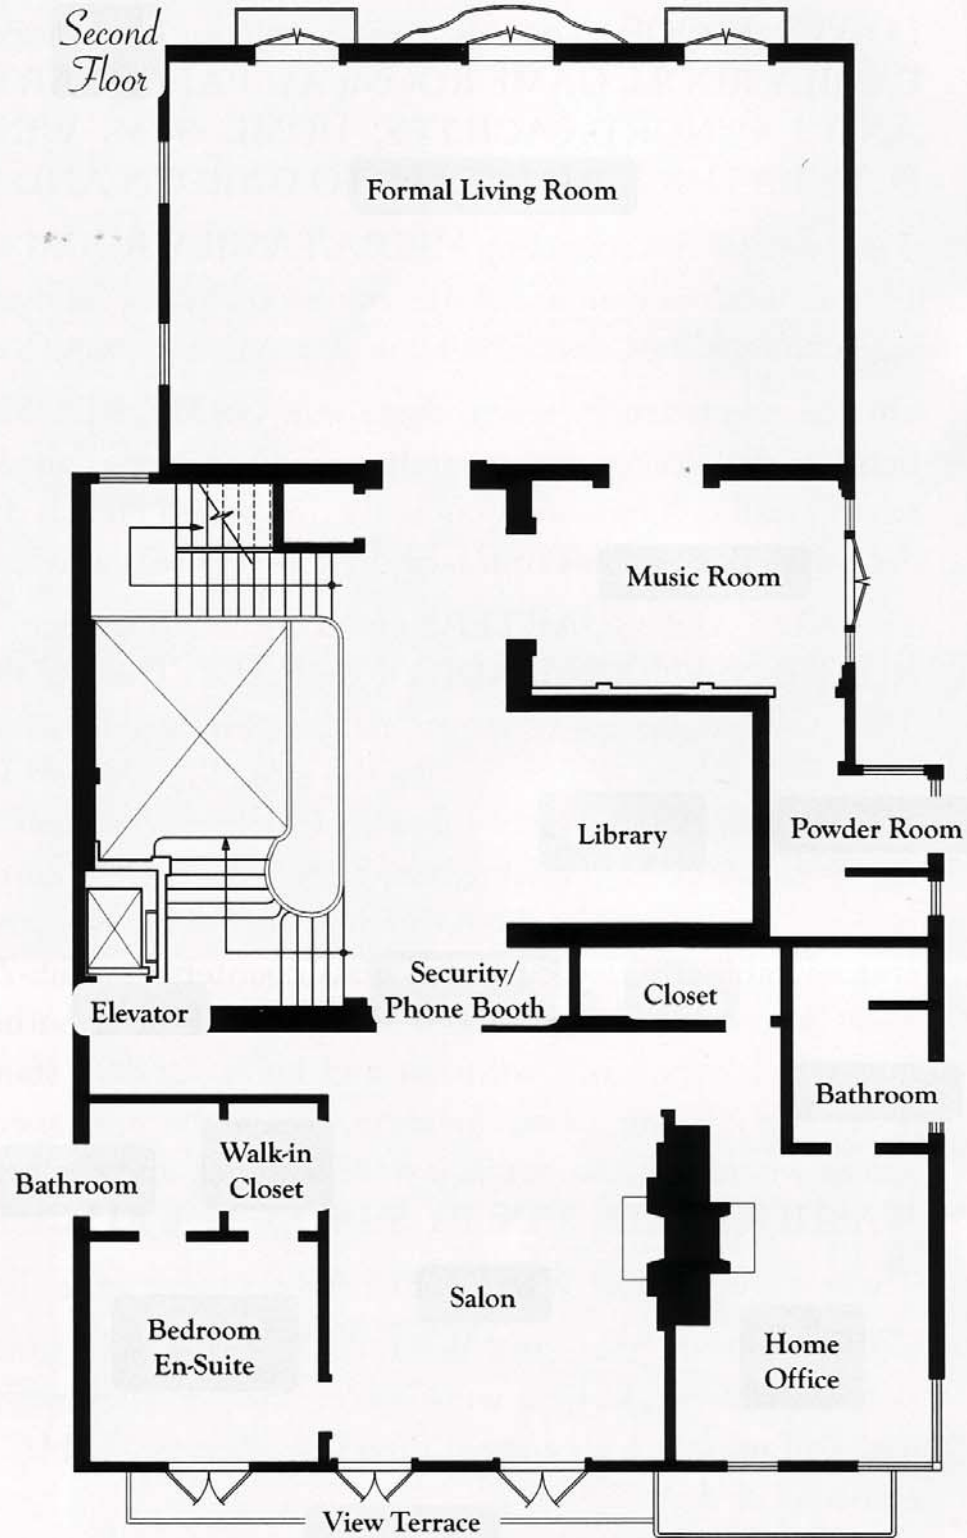 Second
Floor
Formal Living Room
Music Room
Library
Powder Room
Security/
Phone Booth
Closet
Elevator
Bathroom
Walk-in
Closet
Bathroom
Salon
Bedroom
En-Suite
Home
Office
View Terrace